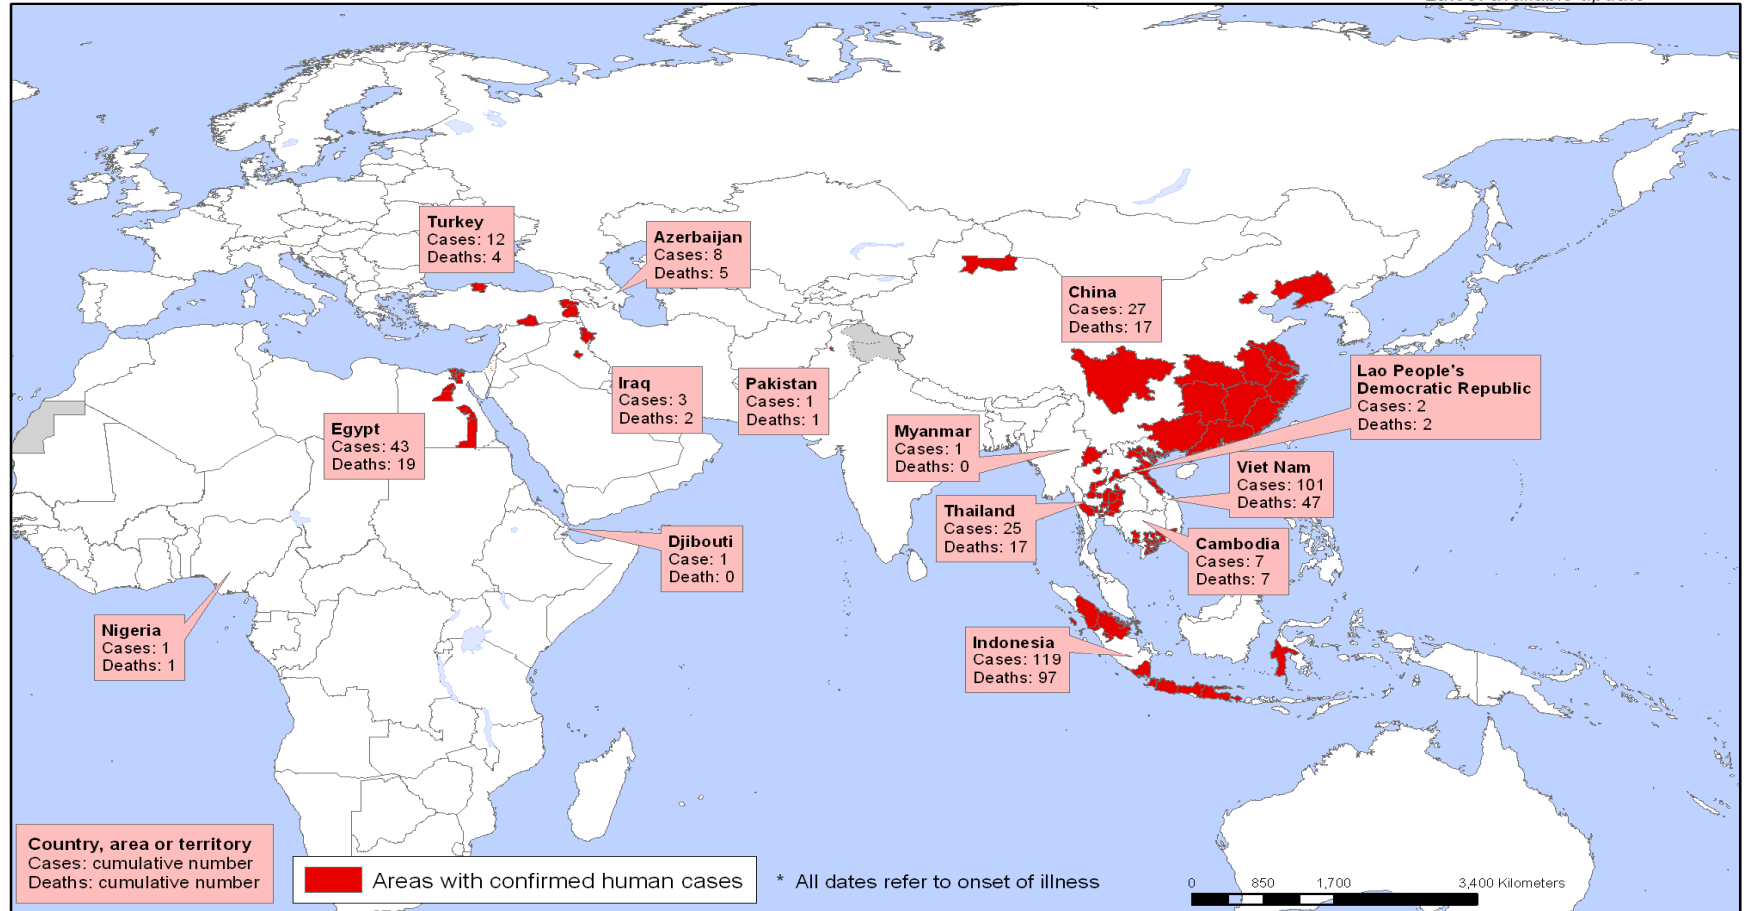 Latest available update
Turkey
Cases: 12
Deaths: 4
Azerbaijan
Cases: 8
Deaths: 5
China
Cases: 27
Deaths: 17
Lao People's
Democratic Republic
Cases: 2
Deaths: 2
Iraq
Cases: 3
Deaths: 2
Pakistan
Cases: 1
Deaths: 1
Egypt
Cases: 43
Deaths: 19
Myanmar
Cases: 1
Deaths: 0
Viet Nam
Cases: 101
Deaths: 47
Thailand
Cases: 25
Deaths: 17
Djibouti
Case: 1
Death: 0
Cambodia
Cases: 7
Deaths: 7
Nigeria
Cases: 1
Deaths: 1
Indonesia
Cases: 119
Deaths: 97
Country, area or territory
Cases: cumulative number
Deaths: cumulative number
Areas with confirmed human cases
* All dates refer to onset of illness
0 850 1,700 3,400 Kilometers